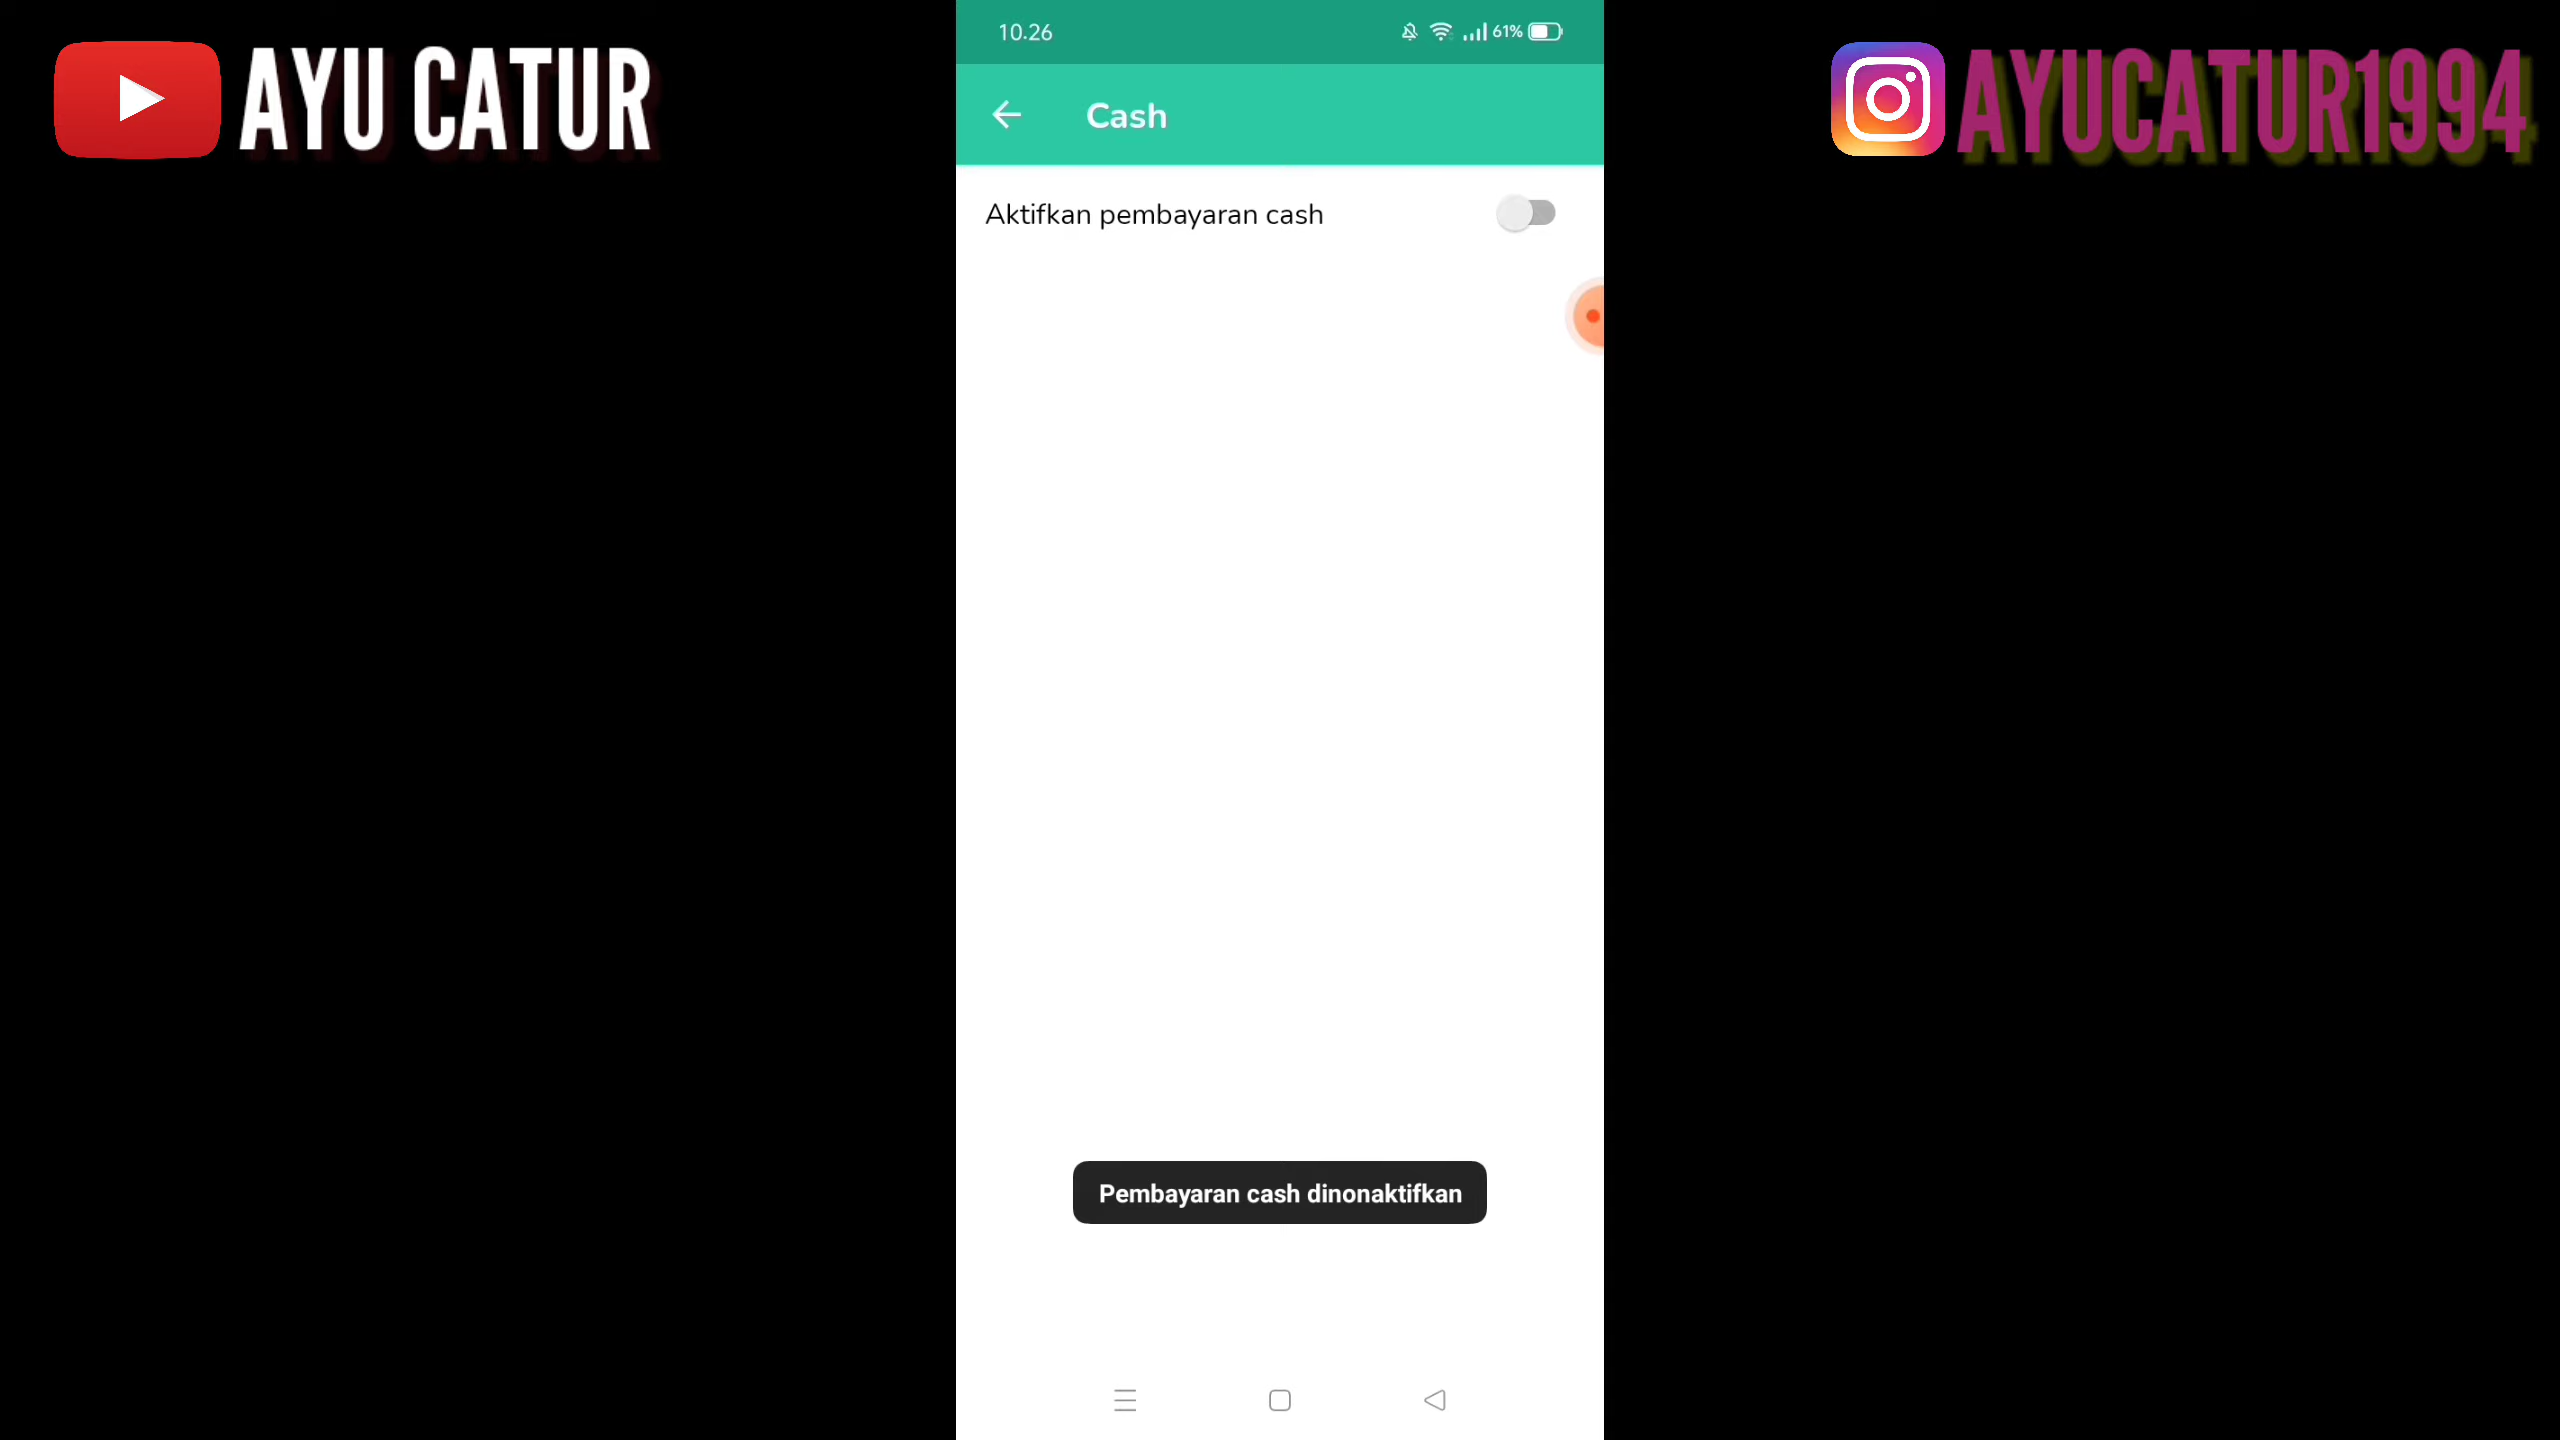 AYU CATUR
AYUCATUR1994
10.26
61%
Cash
Aktifkan pembayaran cash
Pembayaran cash dinonaktifkan